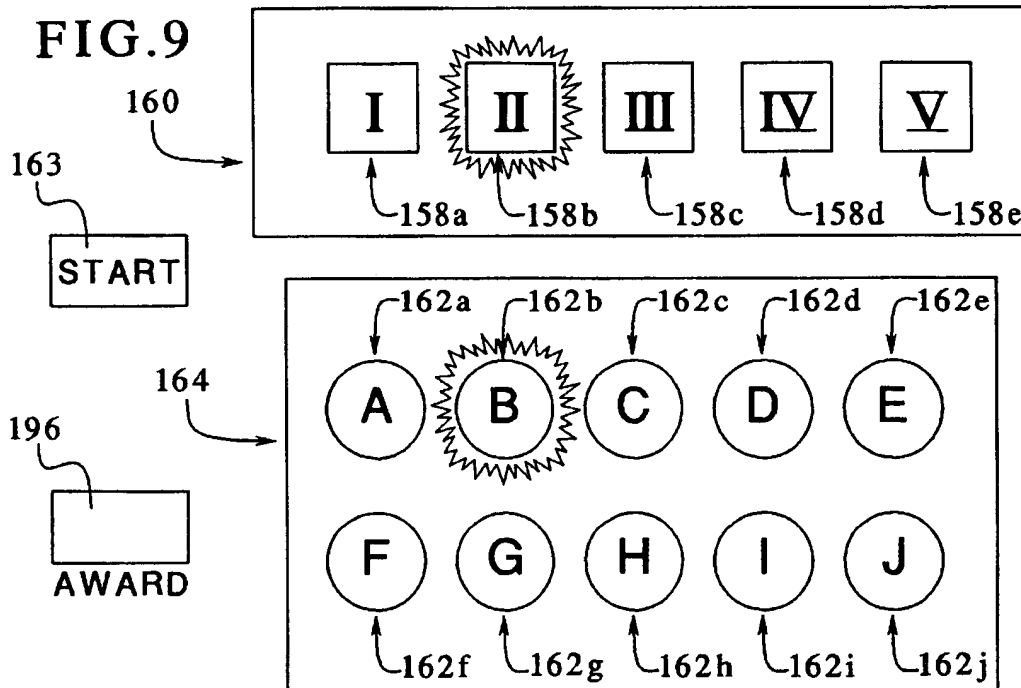 FIG.9
160
I II III IV V
158a 158b 158c 158d 158e
163
START
162a 162b 162c 162d 162e
164
A B C D E
196
AWARD
F G H I J
162f 162g 162h 162i 162j